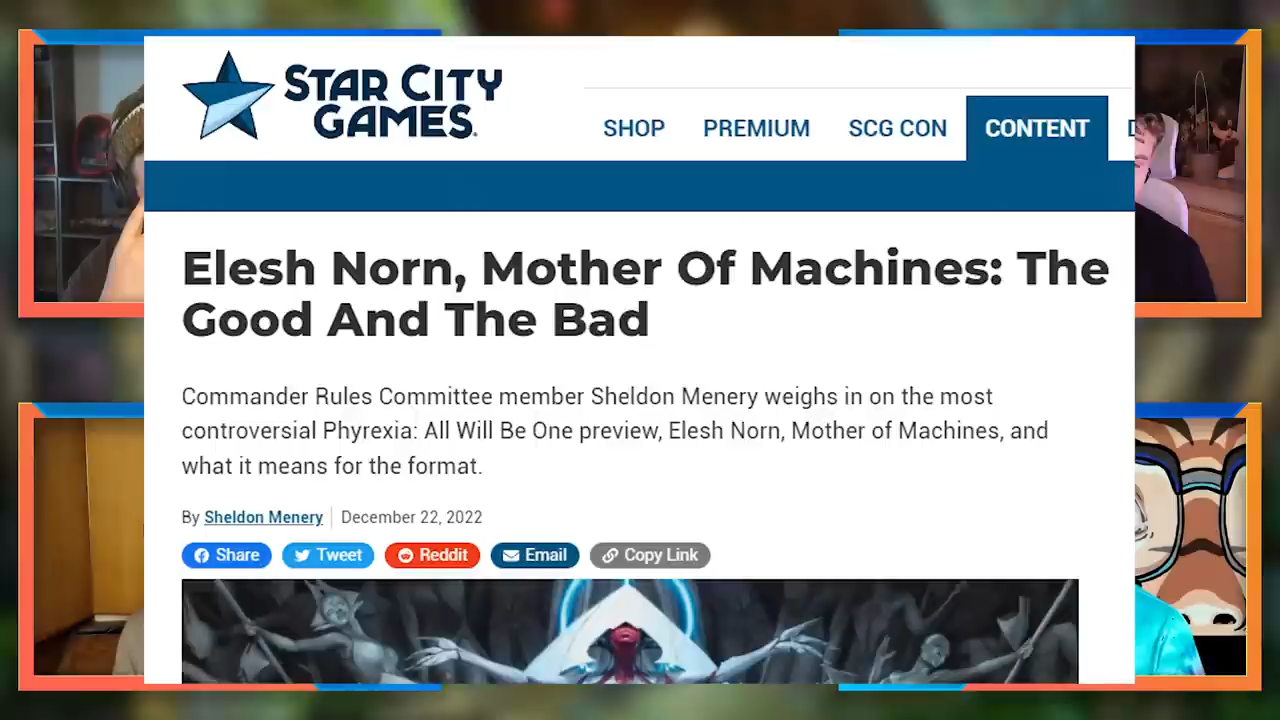 STAR CITY
GAMES.
SHOP PREMIUM SCG CON CONTENT
Elesh Norn, Mother Of Machines: The
Good And The Bad
Commander Rules Committee member Sheldon Menery weighs in on the most
controversial Phyrexia: All Will Be One preview, Elesh Norn, Mother of Machines, and
what it means for the format.
By Sheldon Menery December 22, 2022
Share Tweet Reddit Email Copy Link